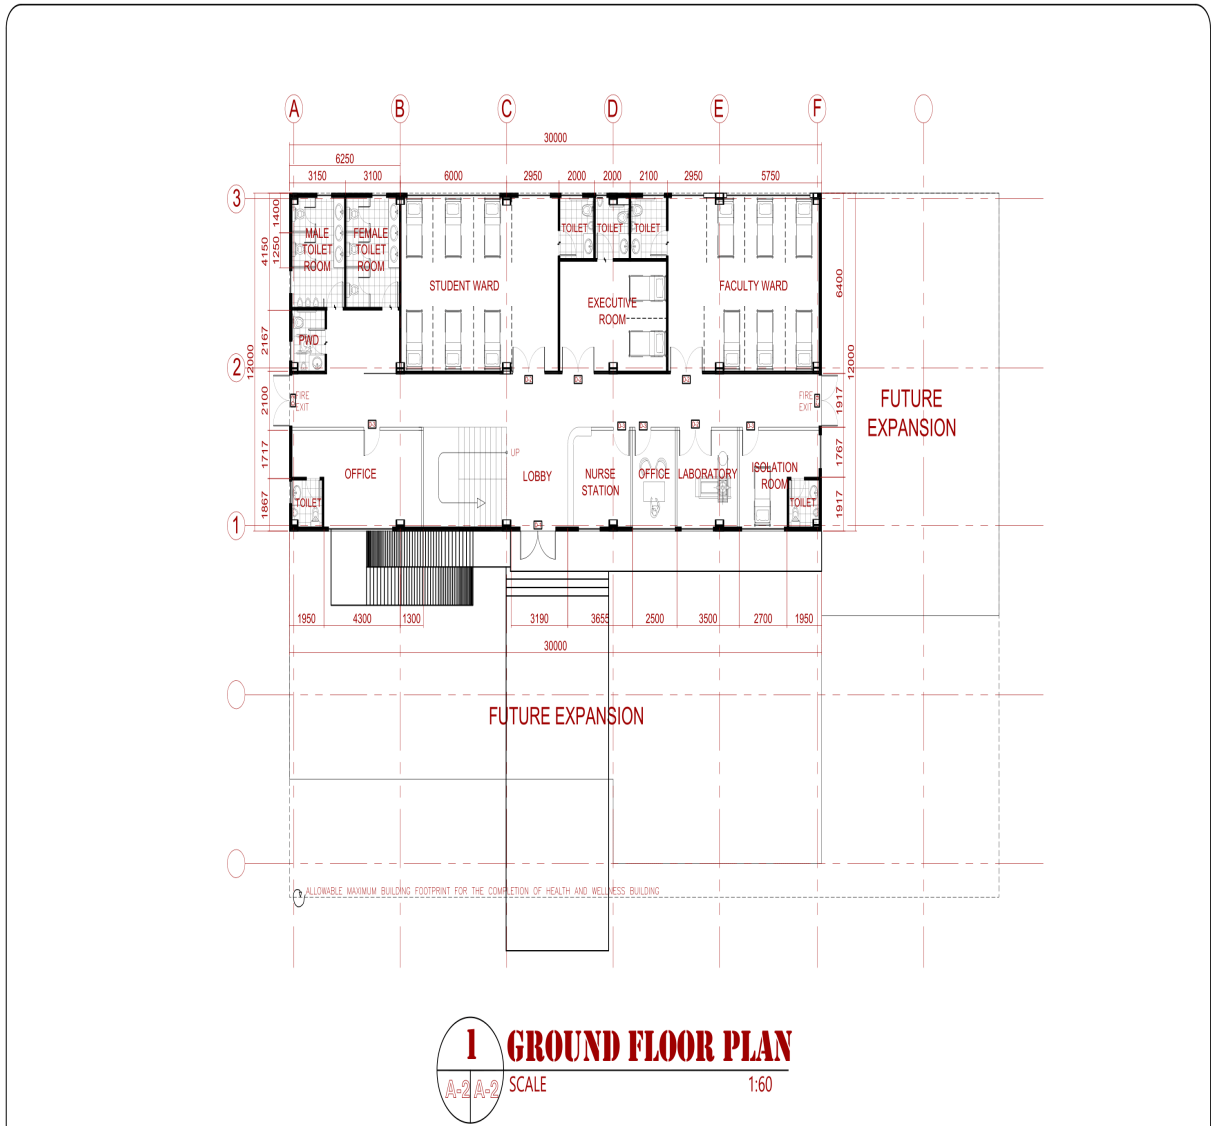 A B C D E F
30000
6250
3150 3100 6000 2950 2000 2000 2100 2950 5750
3
1400
4150
1250
MALE
TOILET
ROOM
FEMALE
TOILET
ROOM
TOILET TOILET TOILET
STUDENT WARD
EXECUTIVE
ROOM
FACULTY WARD
6400
2167
PWD
2
12000
12000
2100
FIRE
EXIT
FIRE
EXIT
1917
FUTURE
EXPANSION
1717
OFFICE
UP
LOBBY
NURSE
STATION
OFFICE
LABORATORY
ISOLATION
ROOM
1767
1867
TOILET
TOILET
1917
1
1950 4300 1300 3190 3655 2500 3500 2700 1950
30000
FUTURE EXPANSION
ALLOWABLE MAXIMUM BUILDING FOOTPRINT FOR THE COMPLETION OF HEALTH AND WELLNESS BUILDING
1 GROUND FLOOR PLAN
A-2 A-2 SCALE 1:60